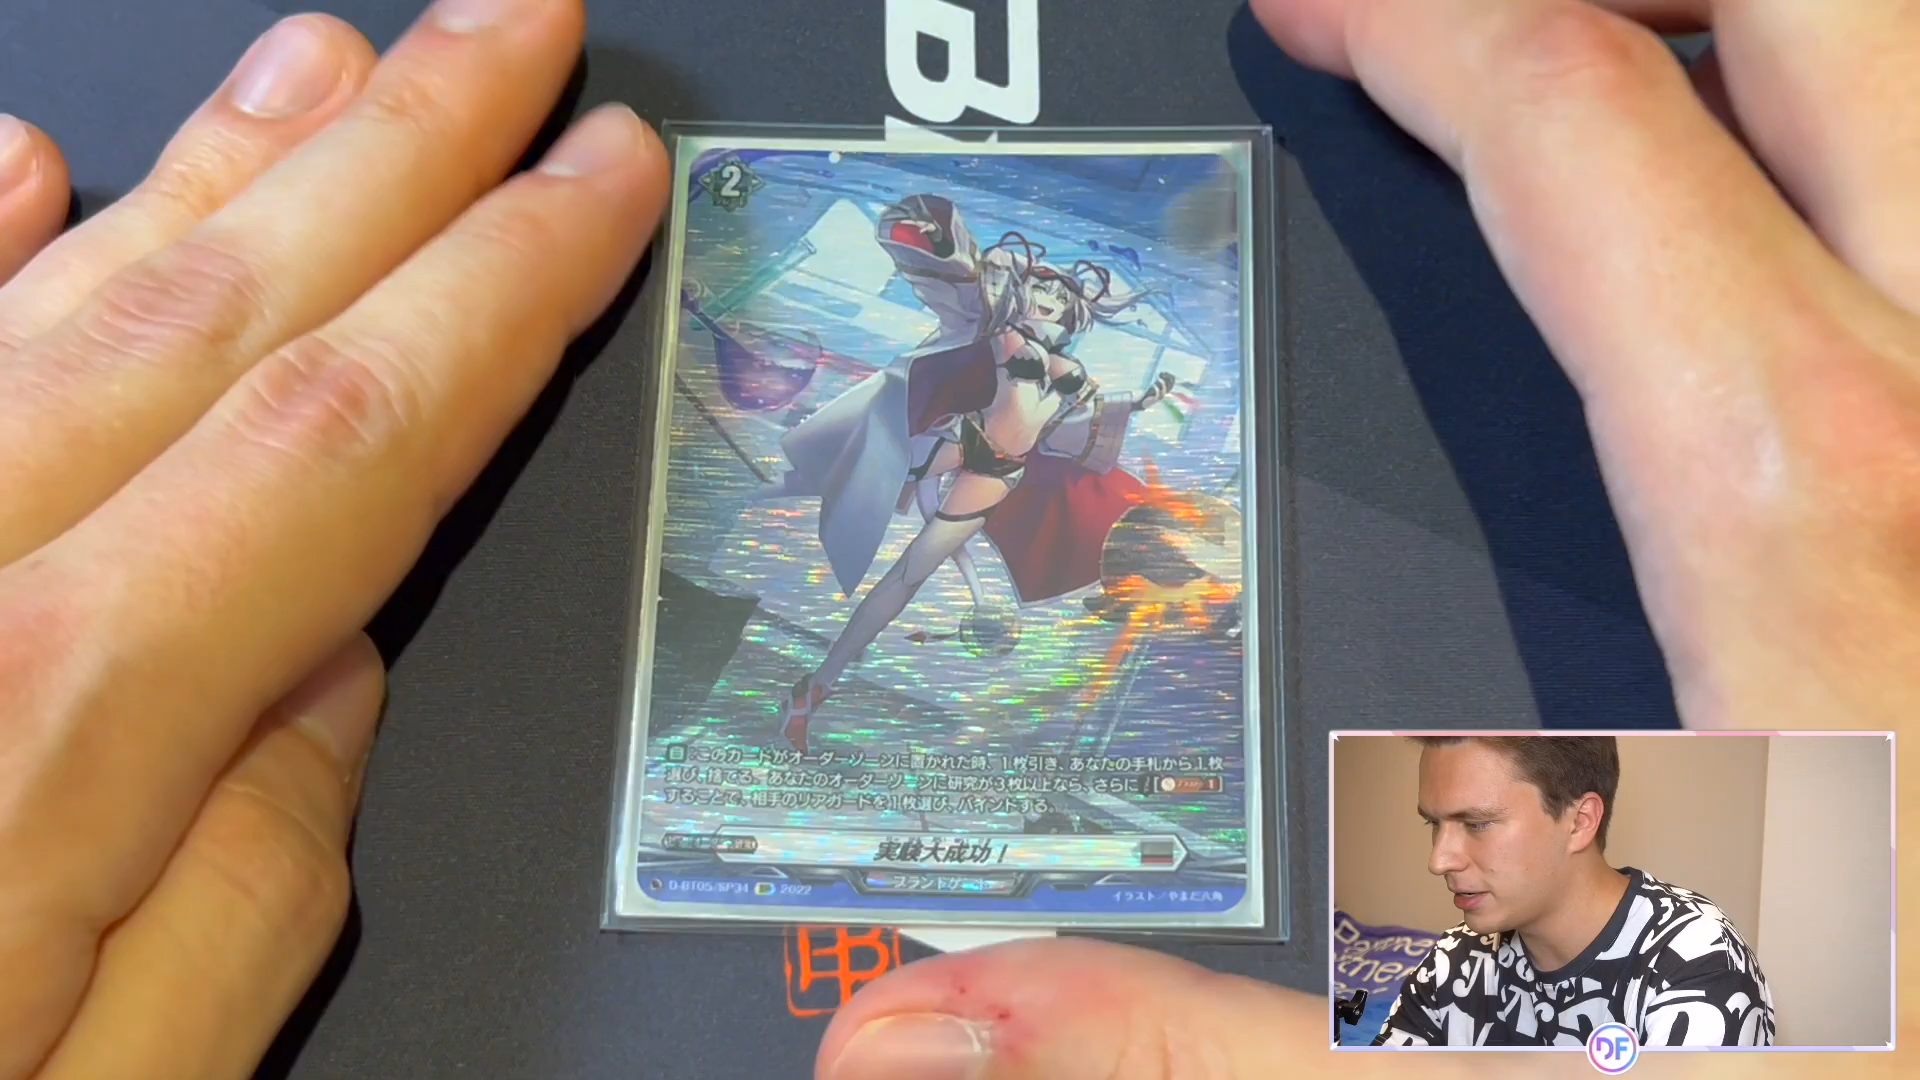 B
2
このカードがオーダーゾーンに置かれた時、1枚引き、あなたの手札から1枚
選び、捨てる。あなたのオーダーゾーンに研究が3枚以上なら、さらに[1]
することで、相手のリアガードを1枚選び、バインドする。
実験大成功!
ブラントゲート
D-BT05/SP34 2022
イラスト/やまだ六角
DF